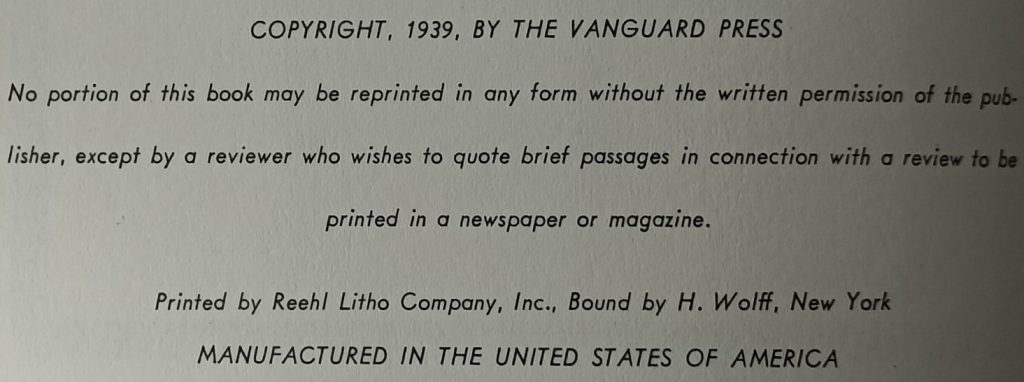 COPYRIGHT, 1939, BY THE VANGUARD PRESS
No portion of this book may be reprinted in any form without the written permission of the pub-
lisher, except by a reviewer who wishes to quote brief passages in connection with a review to be
printed in a newspaper or magazine.
Printed by Reehl Litho Company, Inc., Bound by H. Wolff, New York
MANUFACTURED IN THE UNITED STATES OF AMERICA